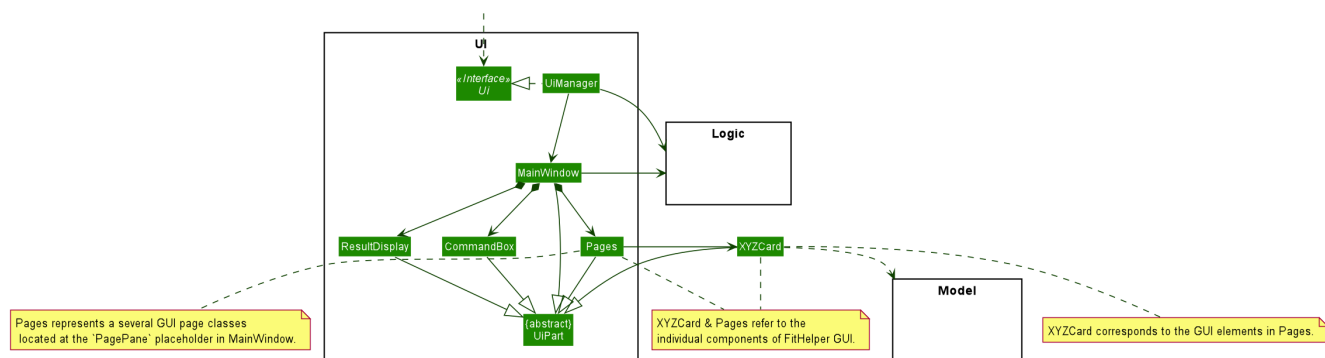 Ui
«Interface»
Ui
UiManager
Logic
MainWindow
ResultDisplay
CommandBox
Pages
XYZCard
Model
Pages represents a several GUI page classes
located at the `PagePane` placeholder in MainWindow.
{abstract}
UiPart
XYZCard & Pages refer to the
individual components of FitHelper GUI.
XYZCard corresponds to the GUI elements in Pages.